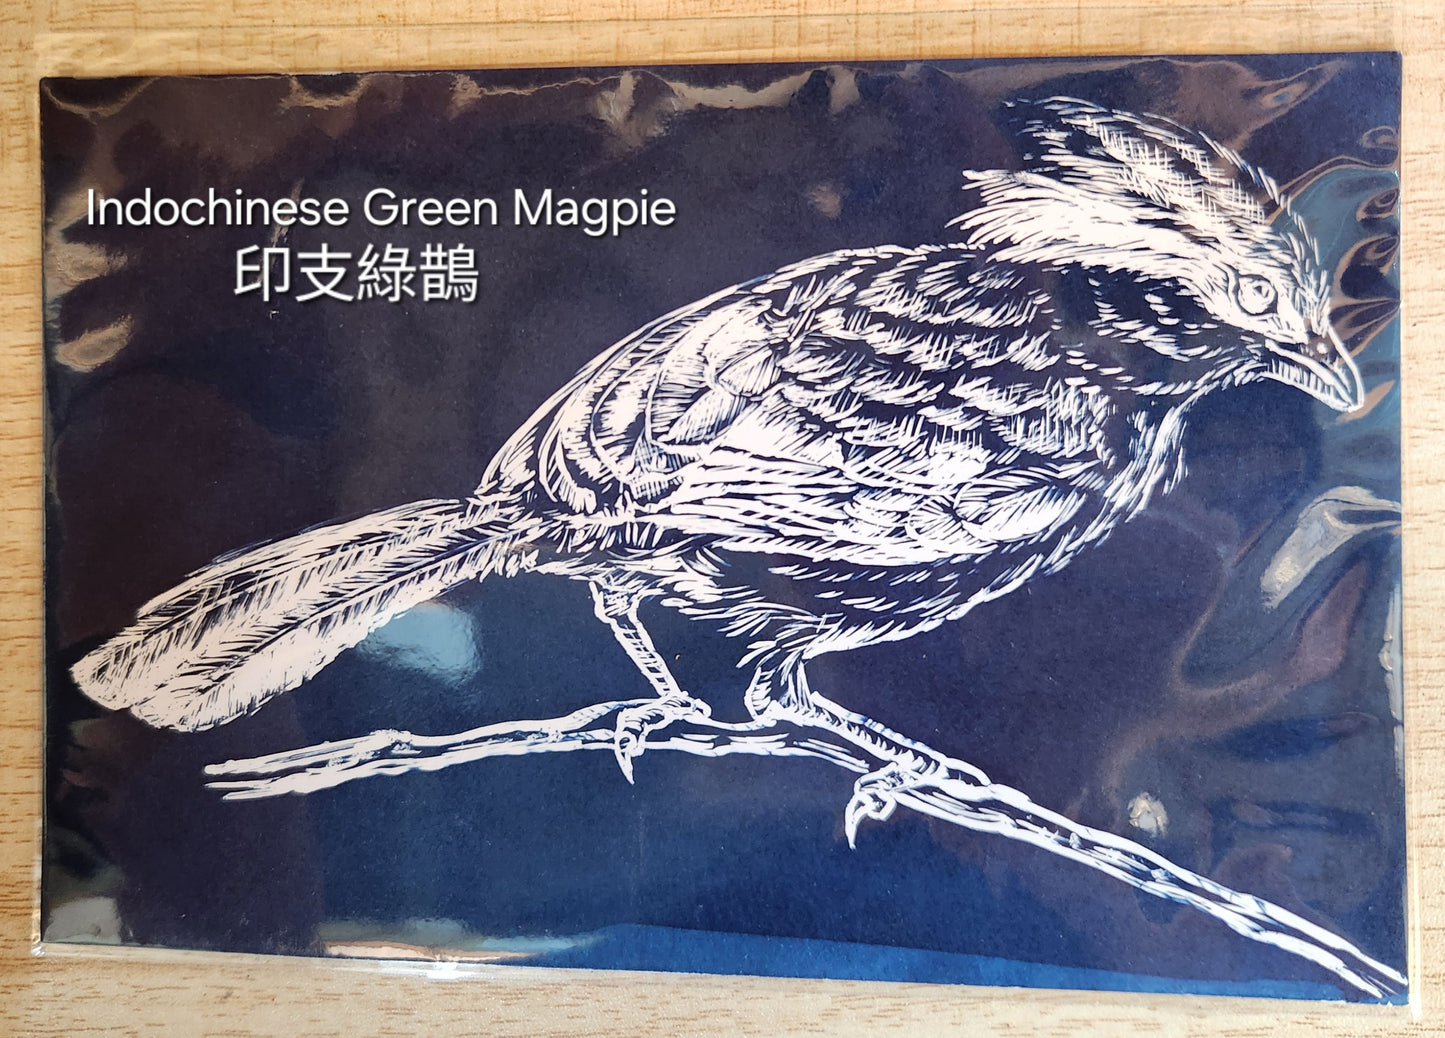 Indochinese Green Magpie
印支綠鵲